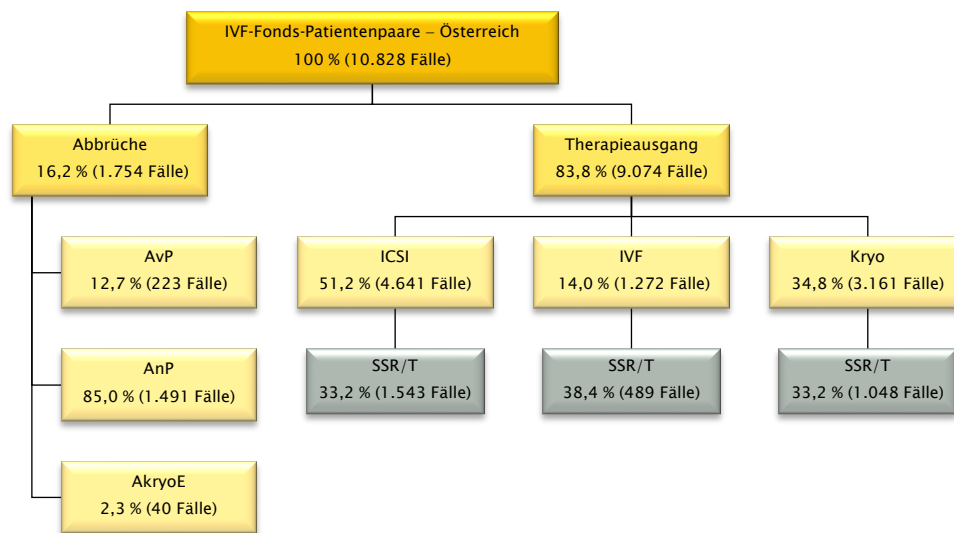 IVF-Fonds-Patientenpaare – Österreich
100 % (10.828 Fälle)
Abbrüche
16,2 % (1.754 Fälle)
Therapieausgang
83,8 % (9.074 Fälle)
AvP
12,7 % (223 Fälle)
ICSI
51,2 % (4.641 Fälle)
IVF
14,0 % (1.272 Fälle)
Kryo
34,8 % (3.161 Fälle)
AnP
85,0 % (1.491 Fälle)
SSR/T
33,2 % (1.543 Fälle)
SSR/T
38,4 % (489 Fälle)
SSR/T
33,2 % (1.048 Fälle)
AkryoE
2,3 % (40 Fälle)